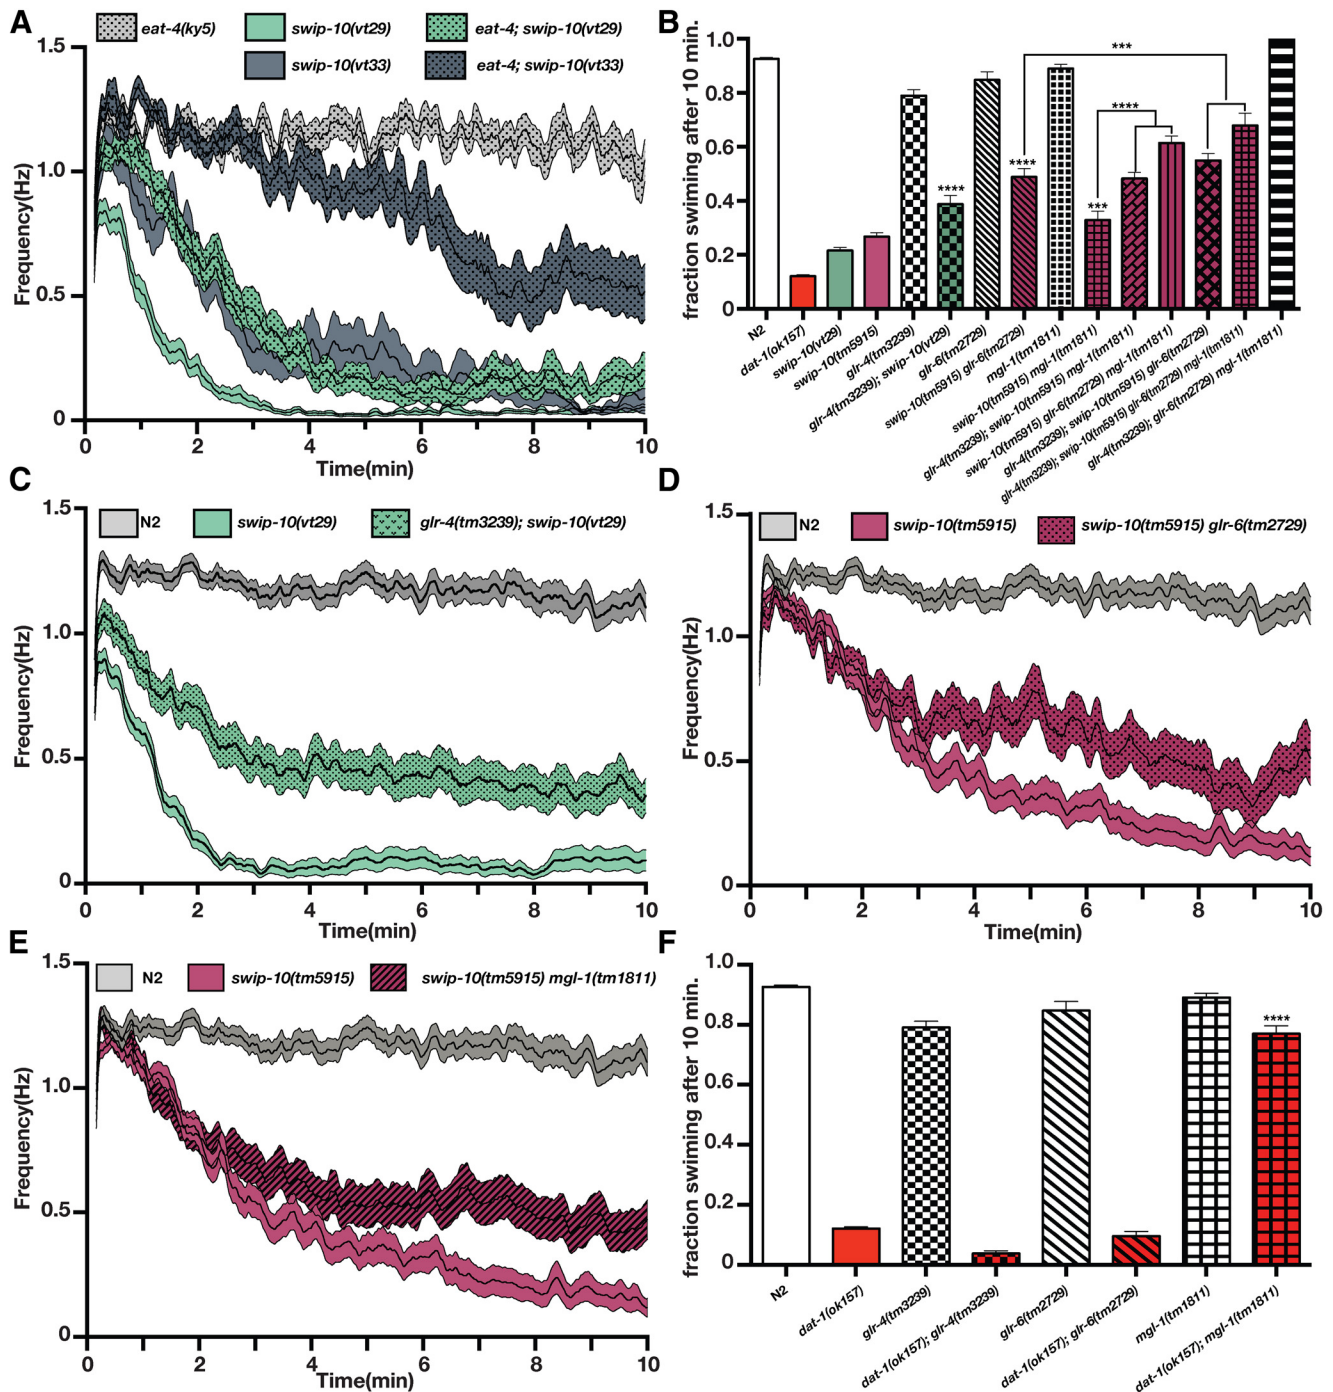 A
eat-4(ky5)
swip-10(vt29)
eat-4; swip-10(vt29)
swip-10(vt33)
eat-4; swip-10(vt33)
1.5
1.0
0.5
0
Frequency(Hz)
0 2 4 6 8 10
Time(min)
B
1.0
0.8
0.6
0.4
0.2
0
fraction swimming after 10 min.
****
****
***
****
***
N2
dat-1(ok157)
swip-10(vt29)
swip-10(tm5915)
glr-4(tm3239)
glr-4(tm3239); swip-10(vt29)
glr-6(tm2729)
swip-10(tm5915) glr-6(tm2729)
mgl-1(tm1811)
swip-10(tm5915) mgl-1(tm1811)
glr-4(tm3239); swip-10(tm5915) mgl-1(tm1811)
swip-10(tm5915) glr-6(tm2729) mgl-1(tm1811)
glr-4(tm3239); swip-10(tm5915) glr-6(tm2729)
glr-4(tm3239); swip-10(tm5915) glr-6(tm2729) mgl-1(tm1811)
glr-4(tm3239); glr-6(tm2729) mgl-1(tm1811)
C
N2
swip-10(vt29)
glr-4(tm3239); swip-10(vt29)
1.5
1.0
0.5
0
Frequency(Hz)
0 2 4 6 8 10
Time(min)
D
N2
swip-10(tm5915)
swip-10(tm5915) glr-6(tm2729)
1.5
1.0
0.5
0
Frequency(Hz)
0 2 4 6 8 10
Time(min)
E
N2
swip-10(tm5915)
swip-10(tm5915) mgl-1(tm1811)
1.5
1.0
0.5
0
Frequency(Hz)
0 2 4 6 8 10
Time(min)
F
1.0
0.8
0.6
0.4
0.2
0
fraction swiming after 10 min.
****
N2
dat-1(ok157)
glr-4(tm3239)
dat-1(ok157); glr-4(tm3239)
glr-6(tm2729)
dat-1(ok157); glr-6(tm2729)
mgl-1(tm1811)
dat-1(ok157); mgl-1(tm1811)